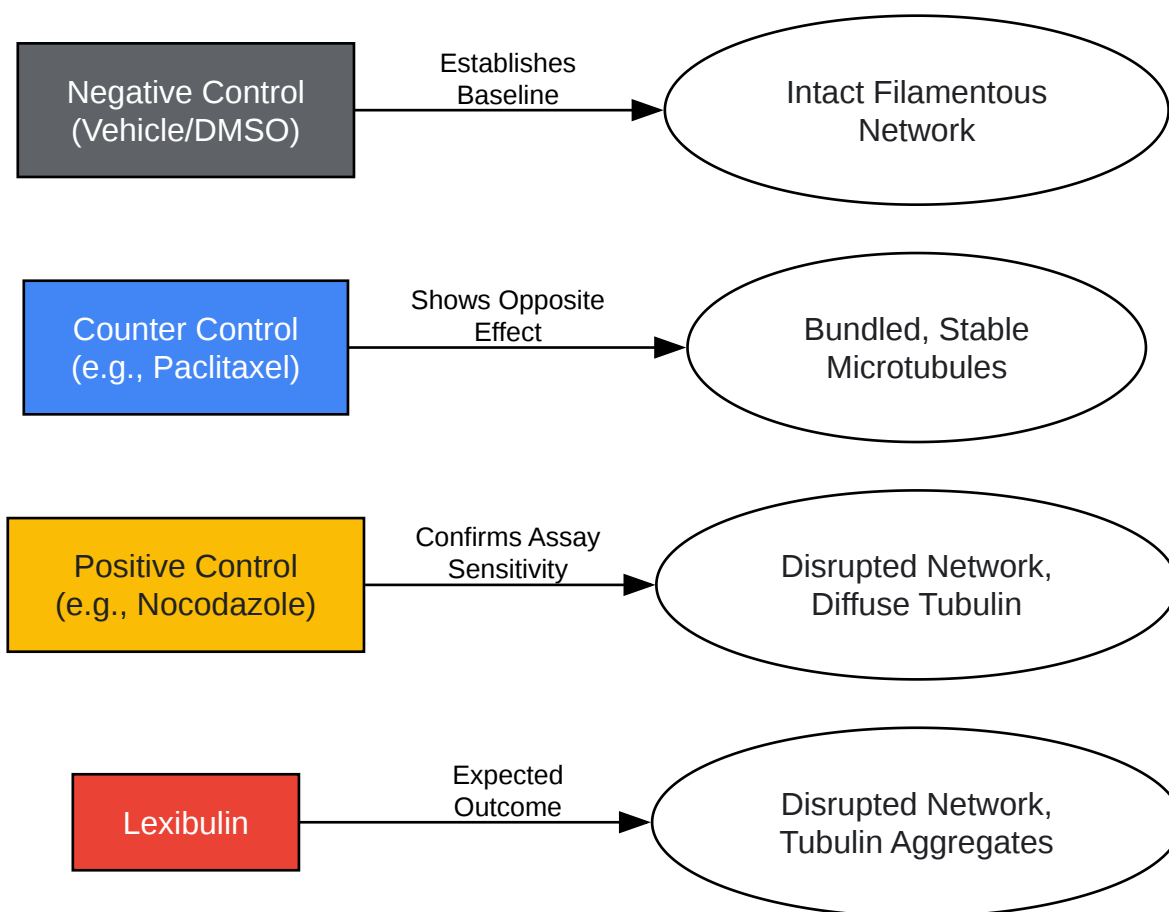 Negative Control
(Vehicle/DMSO)
Establishes
Baseline
Intact Filamentous
Network
Counter Control
(e.g., Paclitaxel)
Shows Opposite
Effect
Bundled, Stable
Microtubules
Positive Control
(e.g., Nocodazole)
Confirms Assay
Sensitivity
Disrupted Network,
Diffuse Tubulin
Lexibulin
Expected
Outcome
Disrupted Network,
Tubulin Aggregates